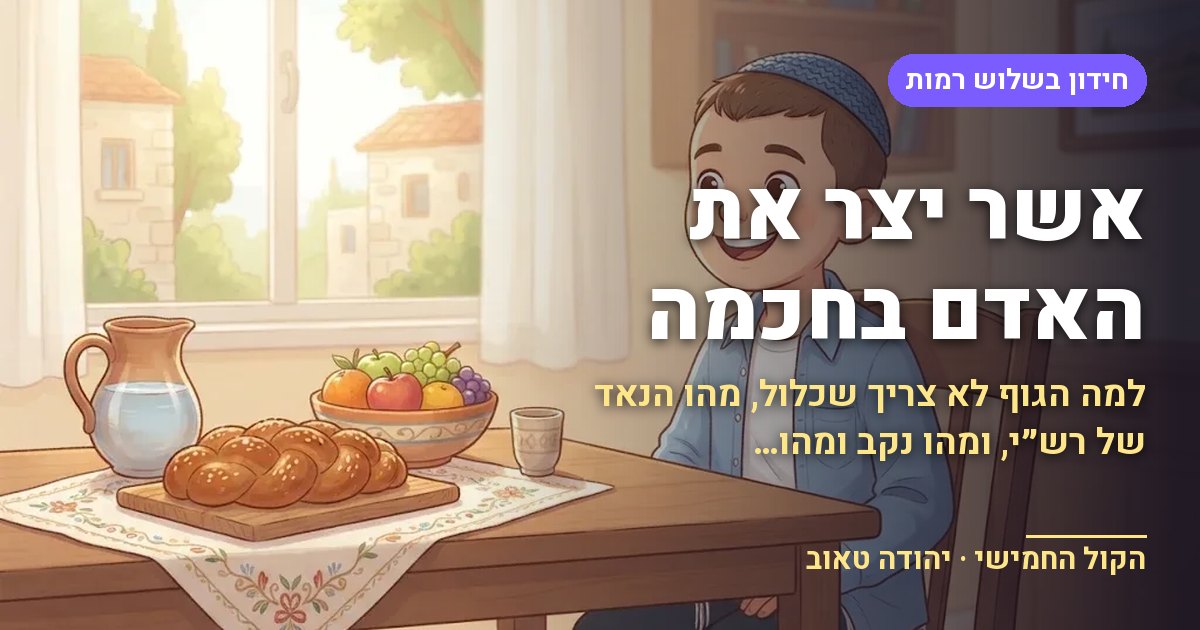 חידון בשלוש רמות
אשר יצר את
האדם בחכמה
למה הגוף לא צריך שכלול, מהו הנאד
של רש״י, ומהו נקב ומהו...
הקול החמישי · יהודה טאוב